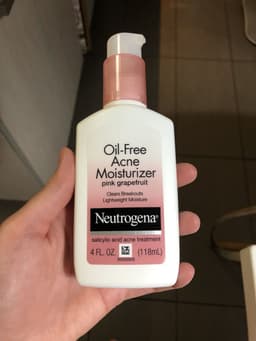 Oil-Free
Acne
Moisturizer
pink grapefruit
Clears Breakouts
Lightweight Moisture
Neutrogena®
salicylic acid acne treatment
4 FL. OZ. (118mL)